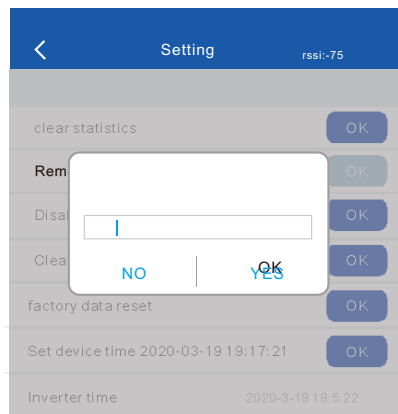 Setting rssi:-75
clear statistics OK
Rem OK
Disa OK
Clea OK
NO YES OK
factory data reset OK
Set device time 2020-03-19 19:17:21 OK
Inverter time 2020-3-19 19:5:22